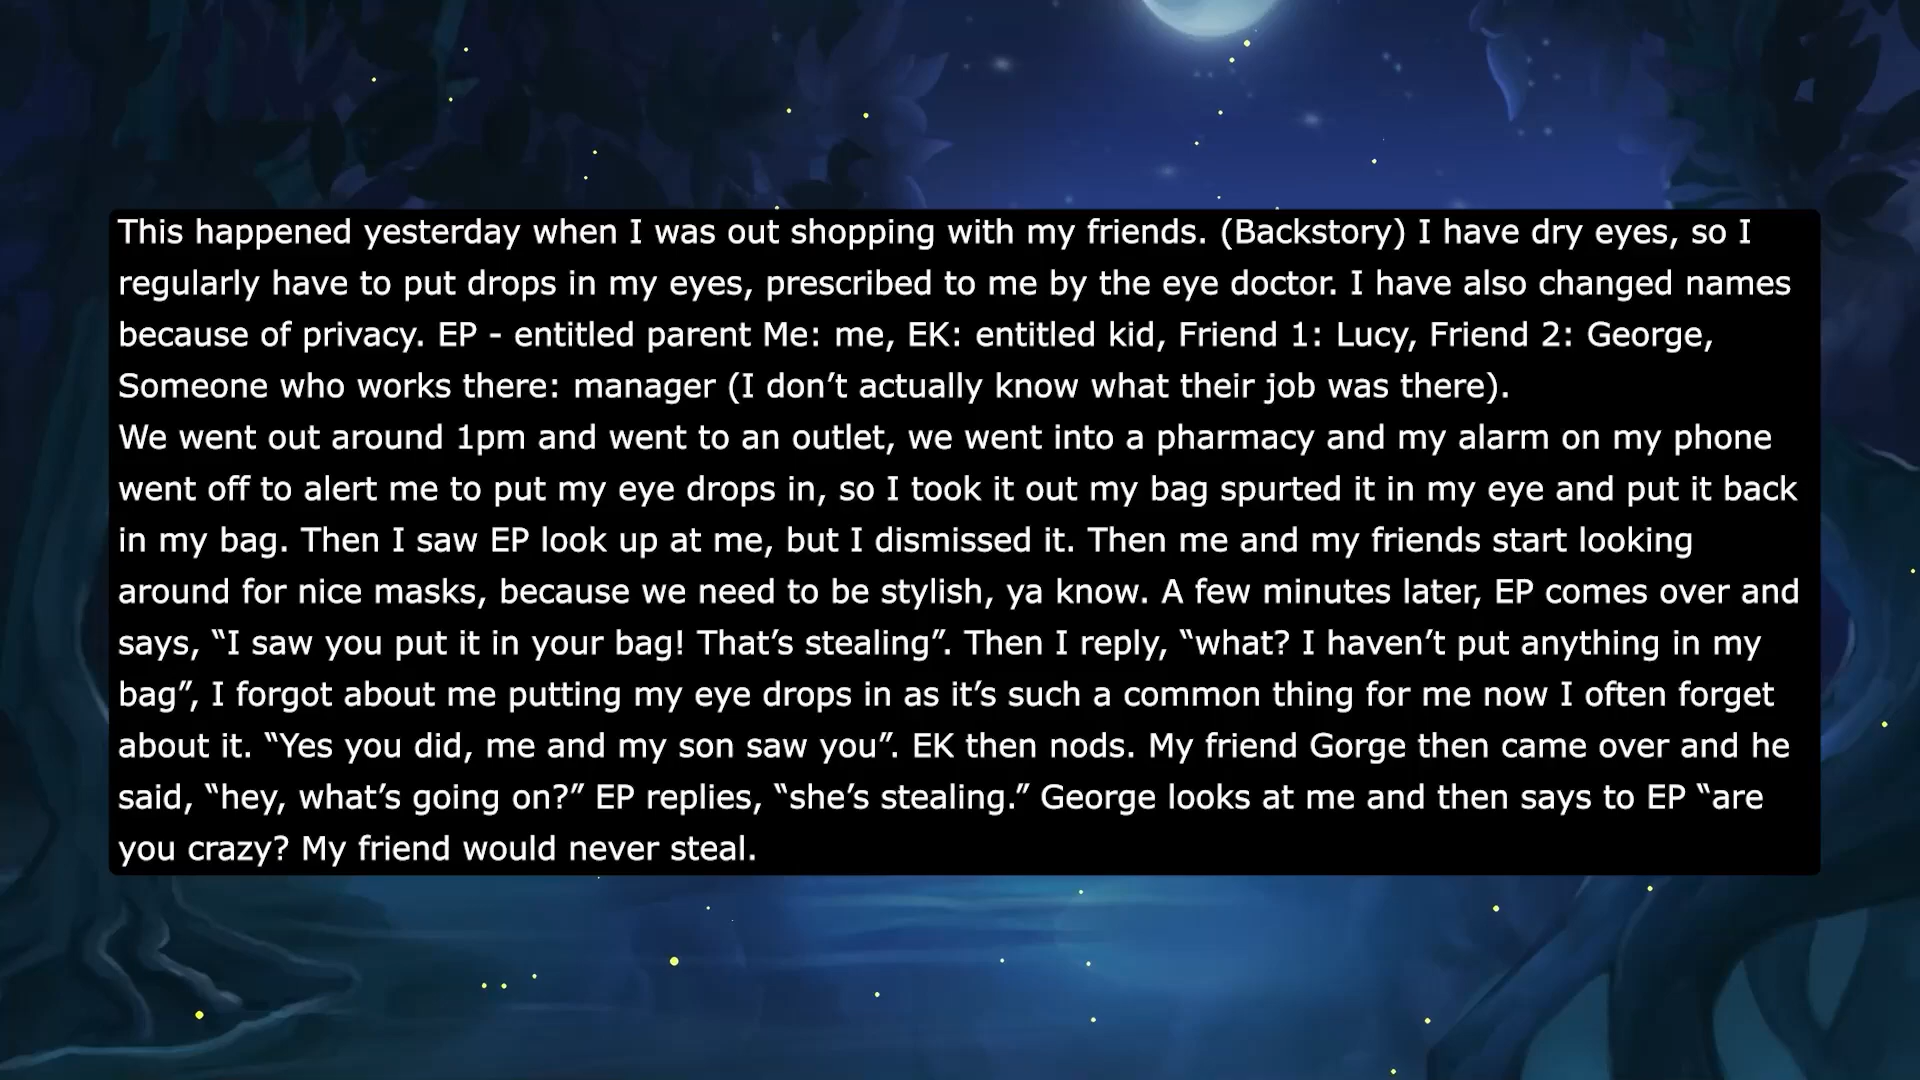 This happened yesterday when I was out shopping with my friends. (Backstory) I have dry eyes, so I
regularly have to put drops in my eyes, prescribed to me by the eye doctor. I have also changed names
because of privacy. EP - entitled parent Me: me, EK: entitled kid, Friend 1: Lucy, Friend 2: George,
Someone who works there: manager (I don’t actually know what their job was there).
We went out around 1pm and went to an outlet, we went into a pharmacy and my alarm on my phone
went off to alert me to put my eye drops in, so I took it out my bag spurted it in my eye and put it back
in my bag. Then I saw EP look up at me, but I dismissed it. Then me and my friends start looking
around for nice masks, because we need to be stylish, ya know. A few minutes later, EP comes over and
says, “I saw you put it in your bag! That’s stealing”. Then I reply, “what? I haven’t put anything in my
bag”, I forgot about me putting my eye drops in as it’s such a common thing for me now I often forget
about it. “Yes you did, me and my son saw you”. EK then nods. My friend Gorge then came over and he
said, “hey, what’s going on?” EP replies, “she’s stealing.” George looks at me and then says to EP “are
you crazy? My friend would never steal.